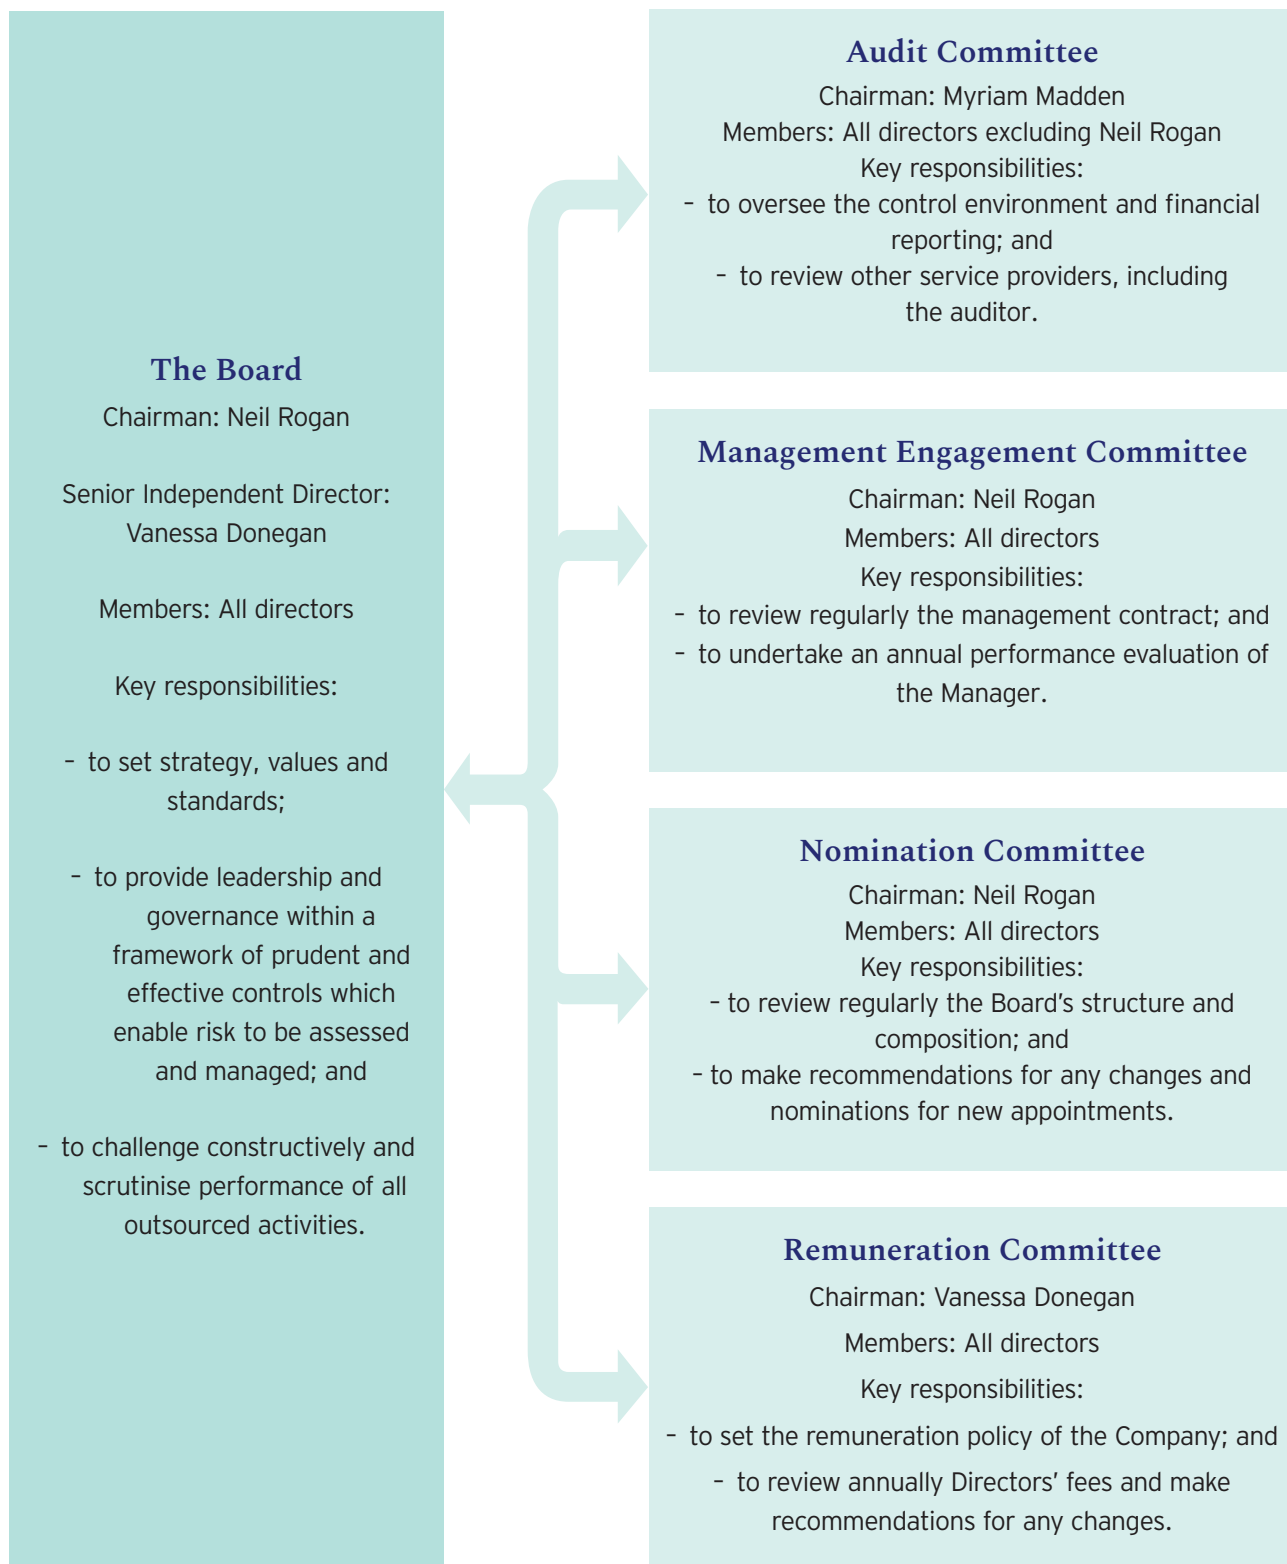 The Board
Chairman: Neil Rogan
Senior Independent Director:
Vanessa Donegan
Members: All directors
Key responsibilities:
– to set strategy, values and
standards;
– to provide leadership and
governance within a
framework of prudent and
effective controls which
enable risk to be assessed
and managed; and
– to challenge constructively and
scrutinise performance of all
outsourced activities.
Audit Committee
Chairman: Myriam Madden
Members: All directors excluding Neil Rogan
Key responsibilities:
– to oversee the control environment and financial
reporting; and
– to review other service providers, including
the auditor.
Management Engagement Committee
Chairman: Neil Rogan
Members: All directors
Key responsibilities:
– to review regularly the management contract; and
– to undertake an annual performance evaluation of
the Manager.
Nomination Committee
Chairman: Neil Rogan
Members: All directors
Key responsibilities:
– to review regularly the Board’s structure and
composition; and
– to make recommendations for any changes and
nominations for new appointments.
Remuneration Committee
Chairman: Vanessa Donegan
Members: All directors
Key responsibilities:
– to set the remuneration policy of the Company; and
– to review annually Directors’ fees and make
recommendations for any changes.